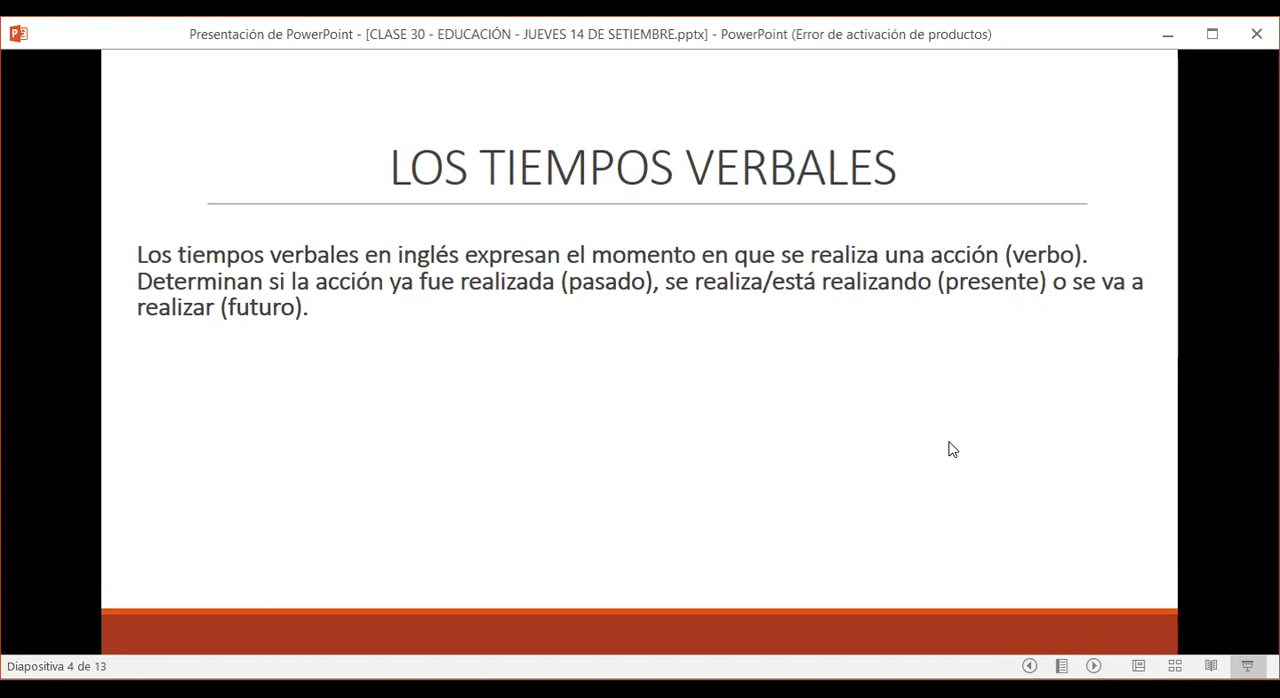 Presentación de PowerPoint - [CLASE 30 - EDUCACIÓN - JUEVES 14 DE SETIEMBRE.pptx] - PowerPoint (Error de activación de productos)
LOS TIEMPOS VERBALES
Los tiempos verbales en inglés expresan el momento en que se realiza una acción (verbo).
Determinan si la acción ya fue realizada (pasado), se realiza/está realizando (presente) o se va a
realizar (futuro).
Diapositiva 4 de 13